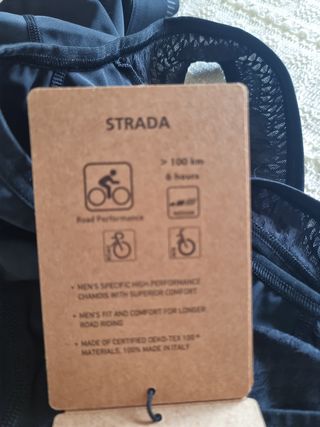 STRADA
> 100 km
6 hours
Road Performance
• MEN'S SPECIFIC HIGH-PERFORMANCE
CHAMOIS WITH SUPERIOR COMFORT
• MEN'S FIT AND COMFORT FOR LONGER
ROAD RIDING
• MADE OF CERTIFIED OEKO-TEX 100®
MATERIALS, 100% MADE IN ITALY